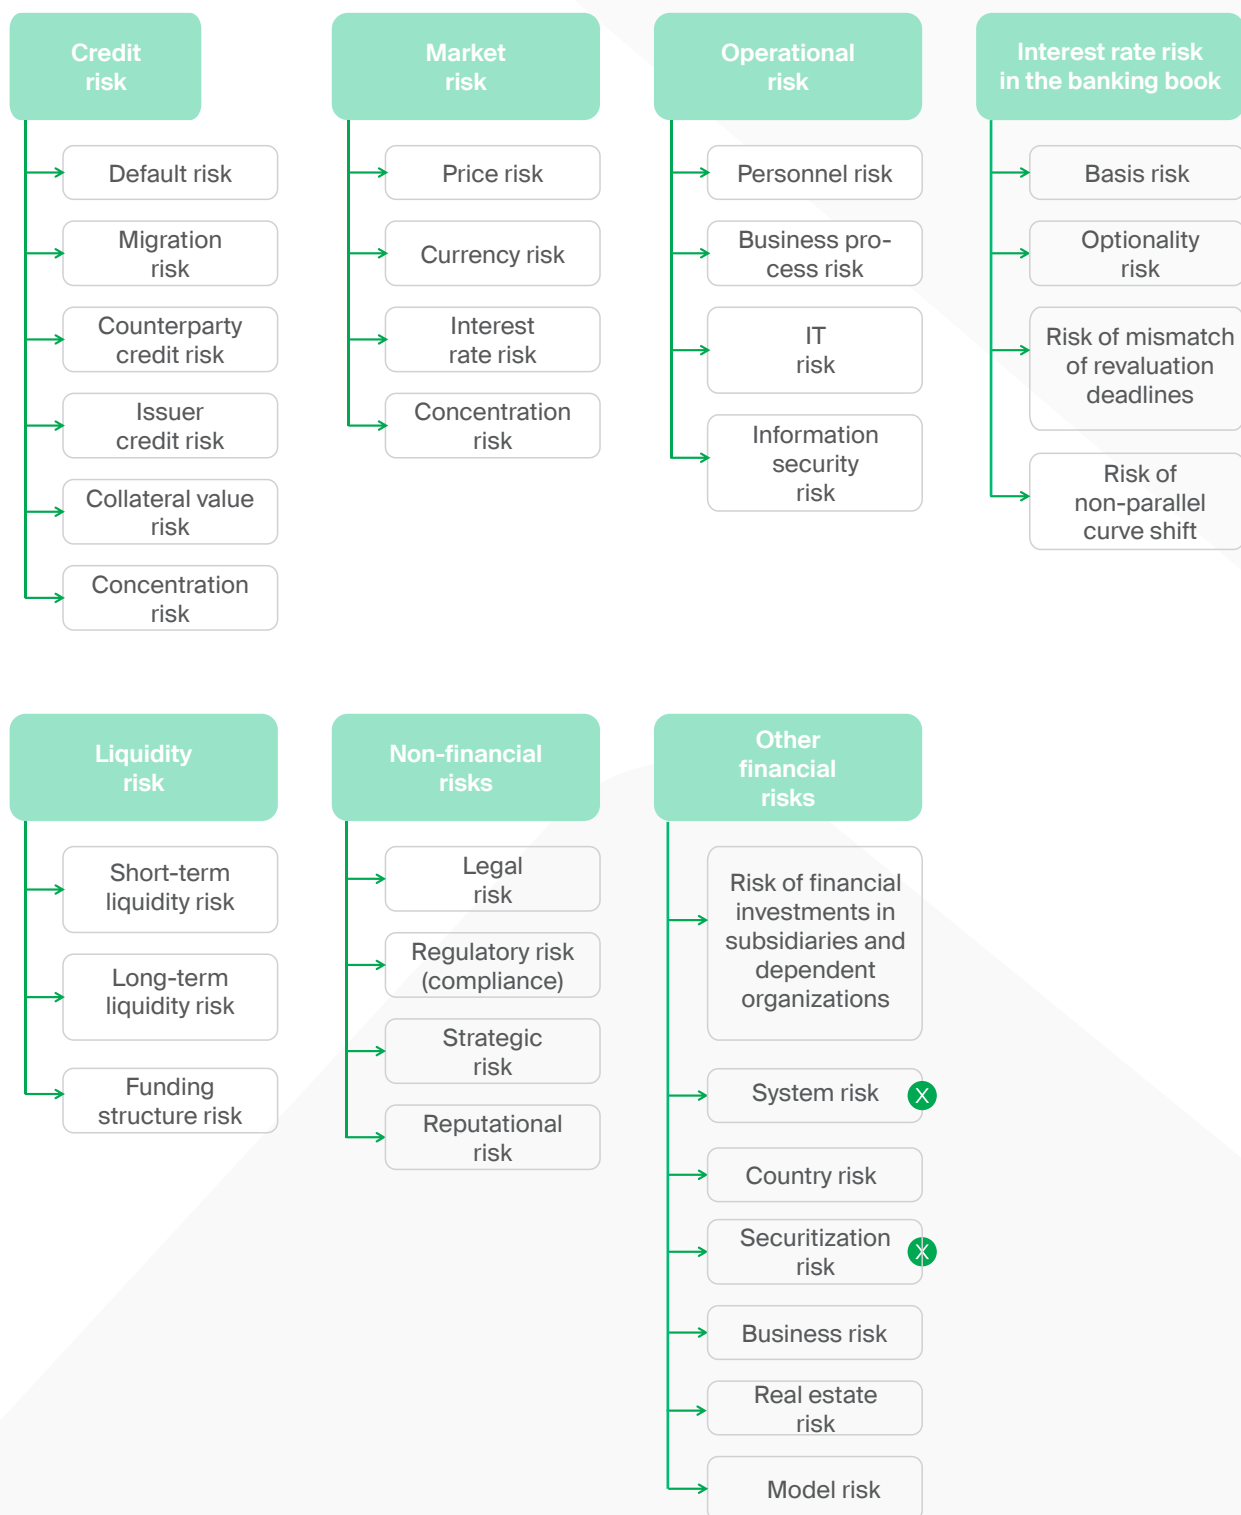 Credit
risk
Default risk
Migration
risk
Counterparty
credit risk
Issuer
credit risk
Collateral value
risk
Concentration
risk
Market
risk
Price risk
Currency risk
Interest
rate risk
Concentration
risk
Operational
risk
Personnel risk
Business pro-
cess risk
IT
risk
Information
security
risk
Interest rate risk
in the banking book
Basis risk
Optionality
risk
Risk of mismatch
of revaluation
deadlines
Risk of
non-parallel
curve shift
Liquidity
risk
Short-term
liquidity risk
Long-term
liquidity risk
Funding
structure risk
Non-financial
risks
Legal
risk
Regulatory risk
(compliance)
Strategic
risk
Reputational
risk
Other
financial
risks
Risk of financial
investments in
subsidiaries and
dependent
organizations
System risk X
Country risk
Securitization
risk X
Business risk
Real estate
risk
Model risk